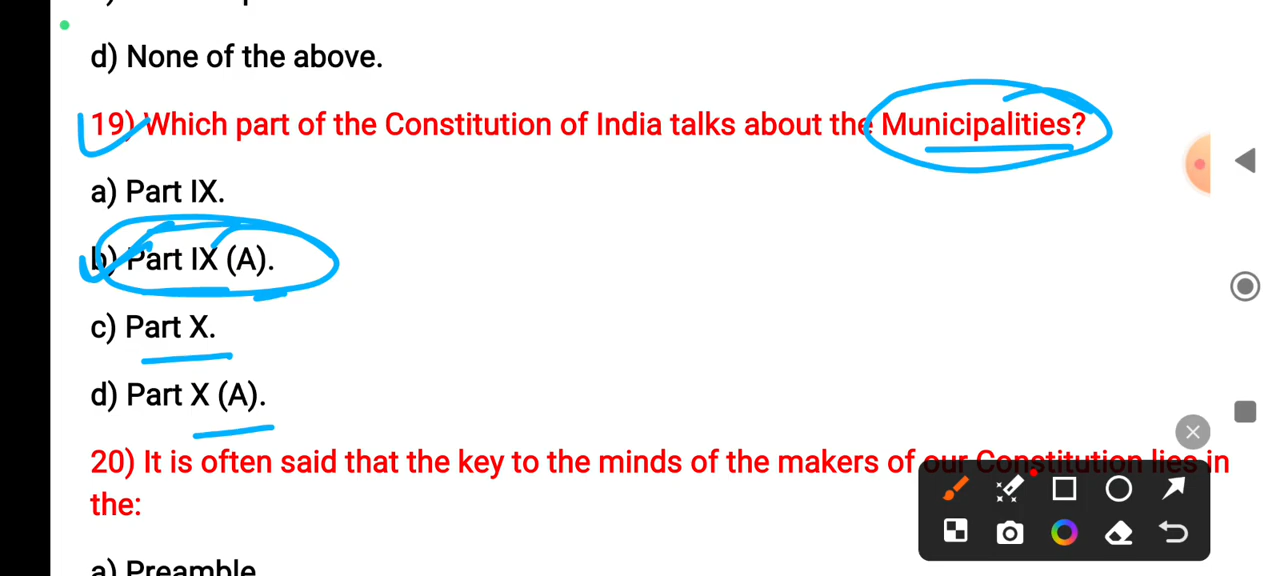 d) None of the above.
19) Which part of the Constitution of India talks about the Municipalities?
a) Part IX.
b) Part IX (A).
c) Part X.
d) Part X (A).
20) It is often said that the key to the minds of the makers of our Constitution lies in
the:
a) Preamble